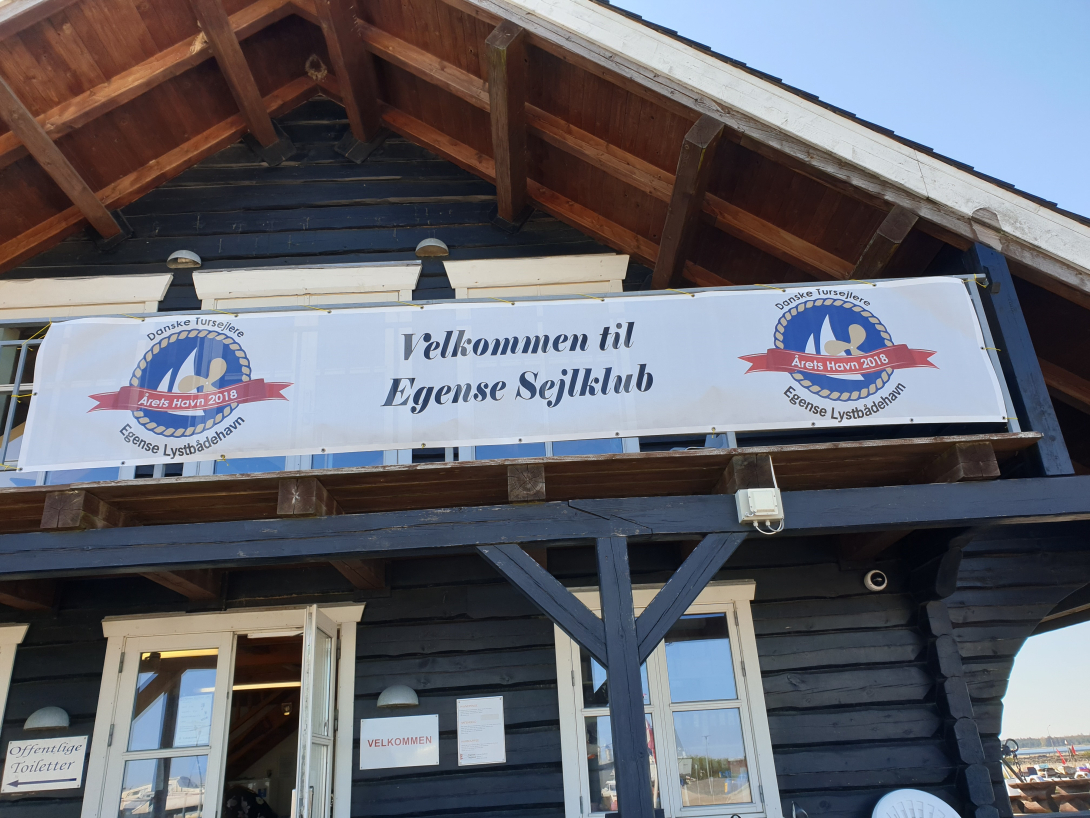 Danske Tursejlere
Årets Havn 2018
Egense Lystbådehavn
Velkommen til
Egense Sejlklub
Danske Tursejlere
Årets Havn 2018
Egense Lystbådehavn
Offentlige
Toiletter
VELKOMMEN